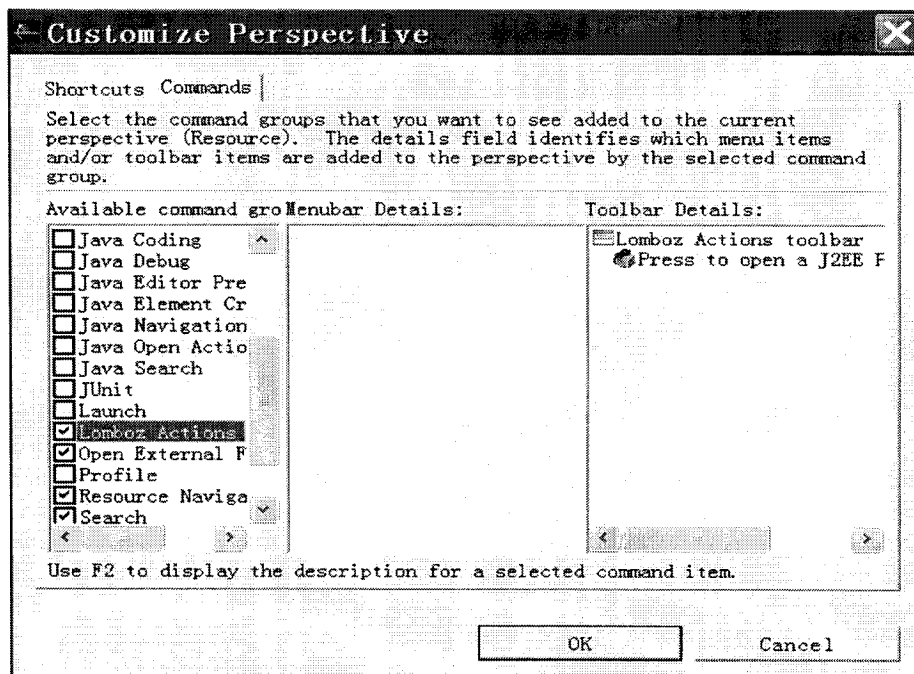 Customize Perspective
Shortcuts Commands
Select the command groups that you want to see added to the current
perspective (Resource). The details field identifies which menu items
and/or toolbar items are added to the perspective by the selected command
group.
Available command gro Menubar Details: Toolbar Details:
Java Coding
Java Debug
Java Editor Pre
Java Element Cr
Java Navigation
Java Open Actio
Java Search
JUnit
Launch
Lomboz Actions
Open External F
Profile
Resource Naviga
Search
Lomboz Actions toolbar
Press to open a J2EE F
Use F2 to display the description for a selected command item.
OK Cancel